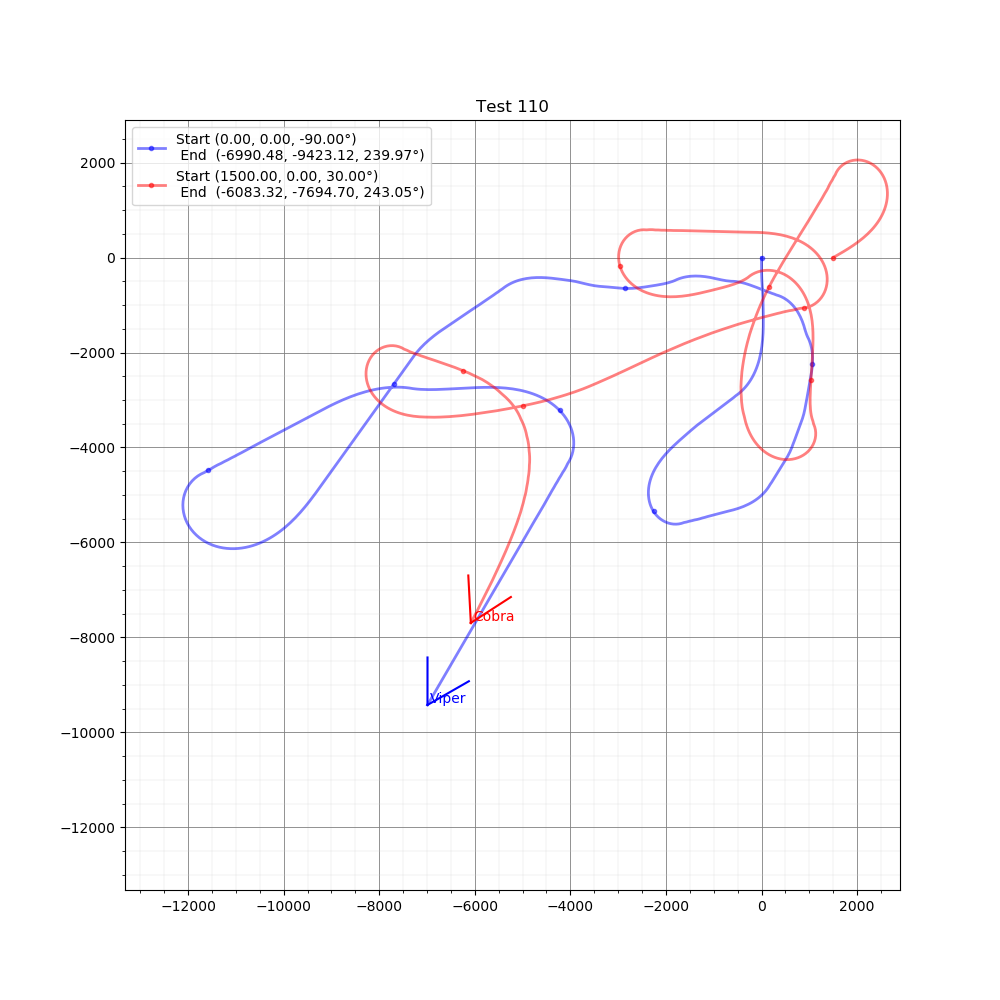 Test 110
Start (0.00, 0.00, -90.00°)
End (-6990.48, -9423.12, 239.97°)
Start (1500.00, 0.00, 30.00°)
End (-6083.32, -7694.70, 243.05°)
2000
0
−2000
−4000
−6000
−8000
−10000
−12000
Cobra
Viper
−12000 −10000 −8000 −6000 −4000 −2000 0 2000